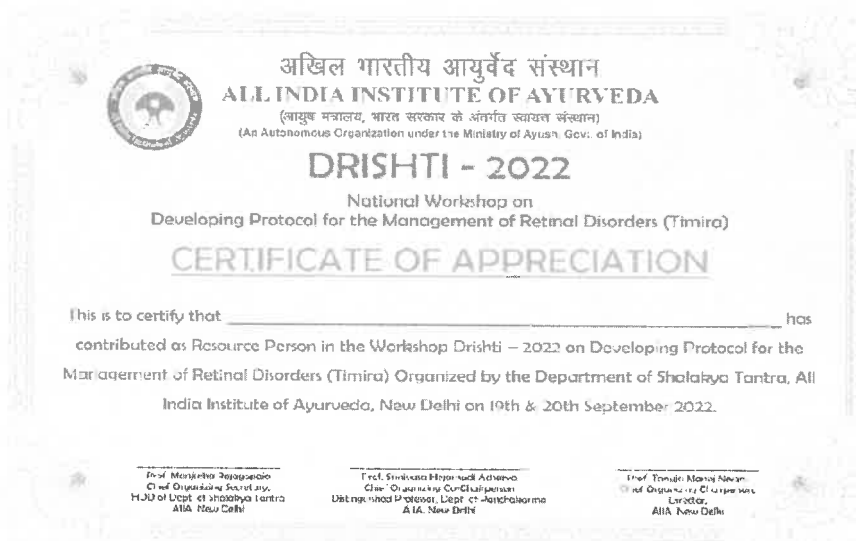 अखिल भारतीय आयुर्वेद संस्थान
ALL INDIA INSTITUTE OF AYURVEDA
(आयुष मंत्रालय, भारत सरकार के अंतर्गत स्वायत्त संस्थान)
(An Autonomous Organization under the Ministry of Ayush, Govt. of India)
DRISHTI - 2022
National Workshop on
Developing Protocol for the Management of Retinal Disorders (Timira)
CERTIFICATE OF APPRECIATION
This is to certify that has
contributed as Resource Person in the Workshop Drishti – 2022 on Developing Protocol for the
Management of Retinal Disorders (Timira) Organized by the Department of Shalakya Tantra, All
India Institute of Ayurveda, New Delhi on 19th & 20th September 2022.
Prof. Manjusha Rajagopala
Chief Organizing Secretary,
HOD of Dept. of Shalakya Tantra
AIIA, New Delhi
Prof. Acharya
Chief Organizing Co-Chairperson
Distinguished Professor, Dept. of Panchakarma
AIIA, New Delhi
Prof. Tanuja Manoj Nesari
Chief Organizing Chairperson,
Director,
AIIA, New Delhi